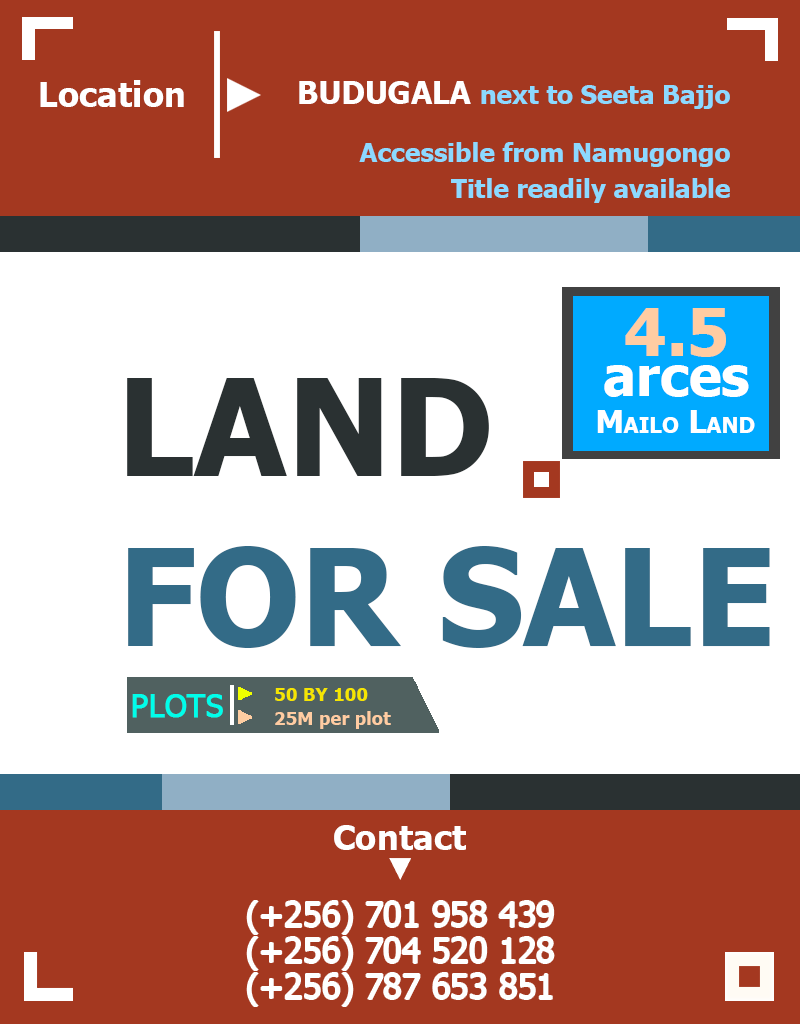 Location
BUDUGALA next to Seeta Bajjo
Accessible from Namugongo
Title readily available
4.5
arces
MAILO LAND
LAND
FOR SALE
PLOTS
50 BY 100
25M per plot
Contact
(+256) 701 958 439
(+256) 704 520 128
(+256) 787 653 851